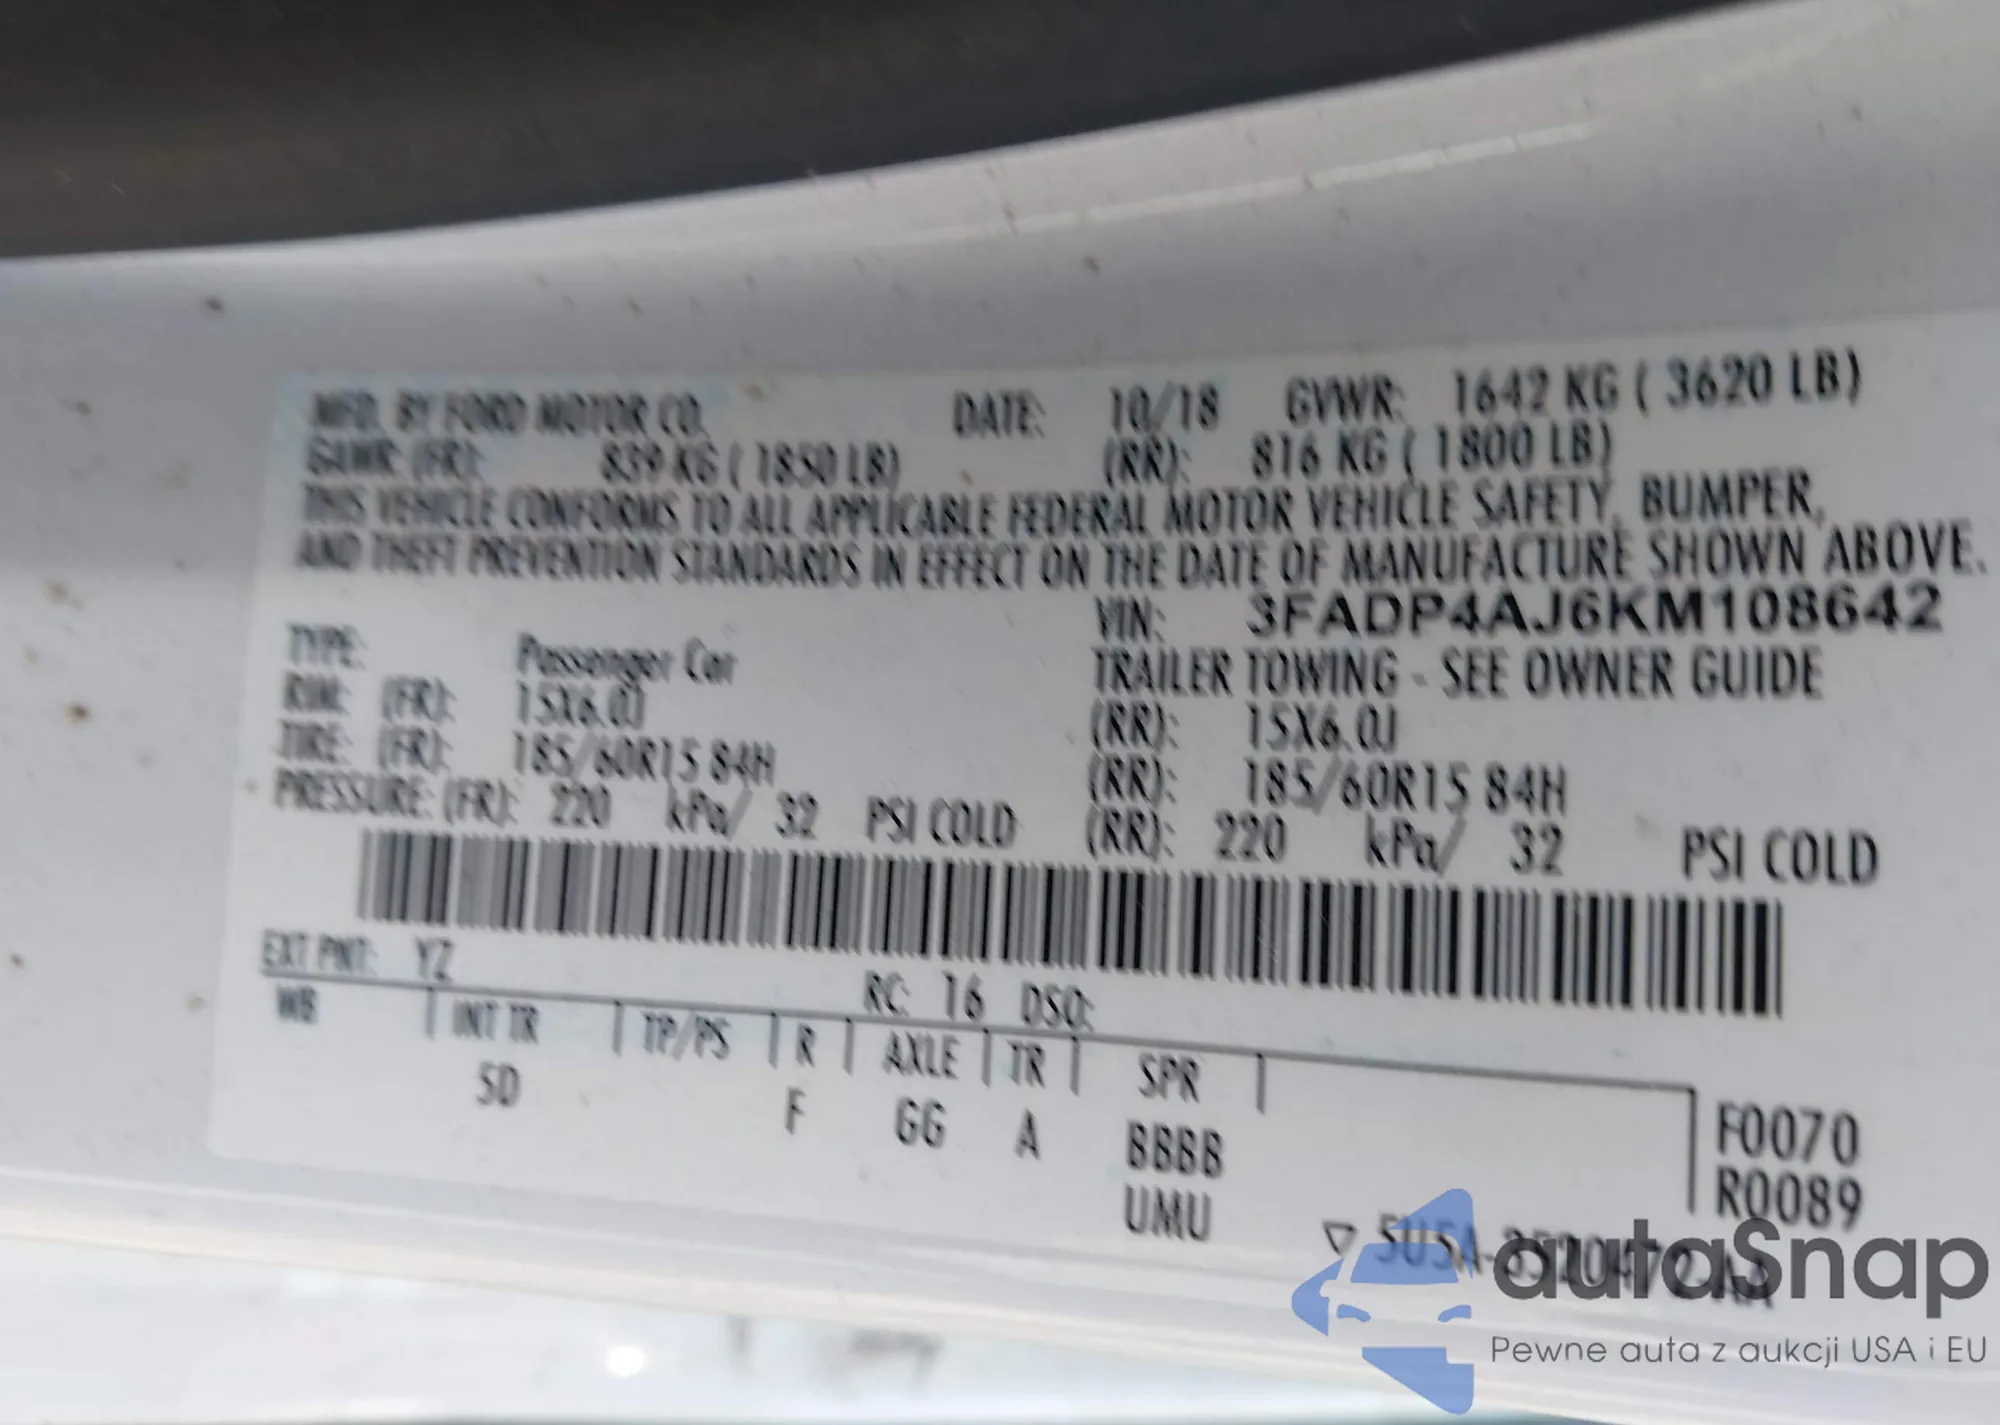 MFD. BY FORD MOTOR CO. DATE: 10/18 GVWR: 1642 KG ( 3620 LB)
GAWR (FR): 839 KG ( 1850 LB) (RR): 816 KG ( 1800 LB)
THIS VEHICLE CONFORMS TO ALL APPLICABLE FEDERAL MOTOR VEHICLE SAFETY, BUMPER,
AND THEFT PREVENTION STANDARDS IN EFFECT ON THE DATE OF MANUFACTURE SHOWN ABOVE.
VIN: 3FADP4AJ6KM108642
TYPE: Passenger Car TRAILER TOWING - SEE OWNER GUIDE
RIM: (FR): 15X6.0J (RR): 15X6.0J
TIRE: (FR): 185/60R15 84H (RR): 185/60R15 84H
PRESSURE: (FR): 220 kPa/ 32 PSI COLD (RR): 220 kPa/ 32 PSI COLD
EXT PNT: YZ RC: 16 DSO:
WB INT TR TP/PS R AXLE TR SPR
5D F GG A BBBB F0070
UMU R0089
autoSnap
Pewne auta z aukcji USA i EU